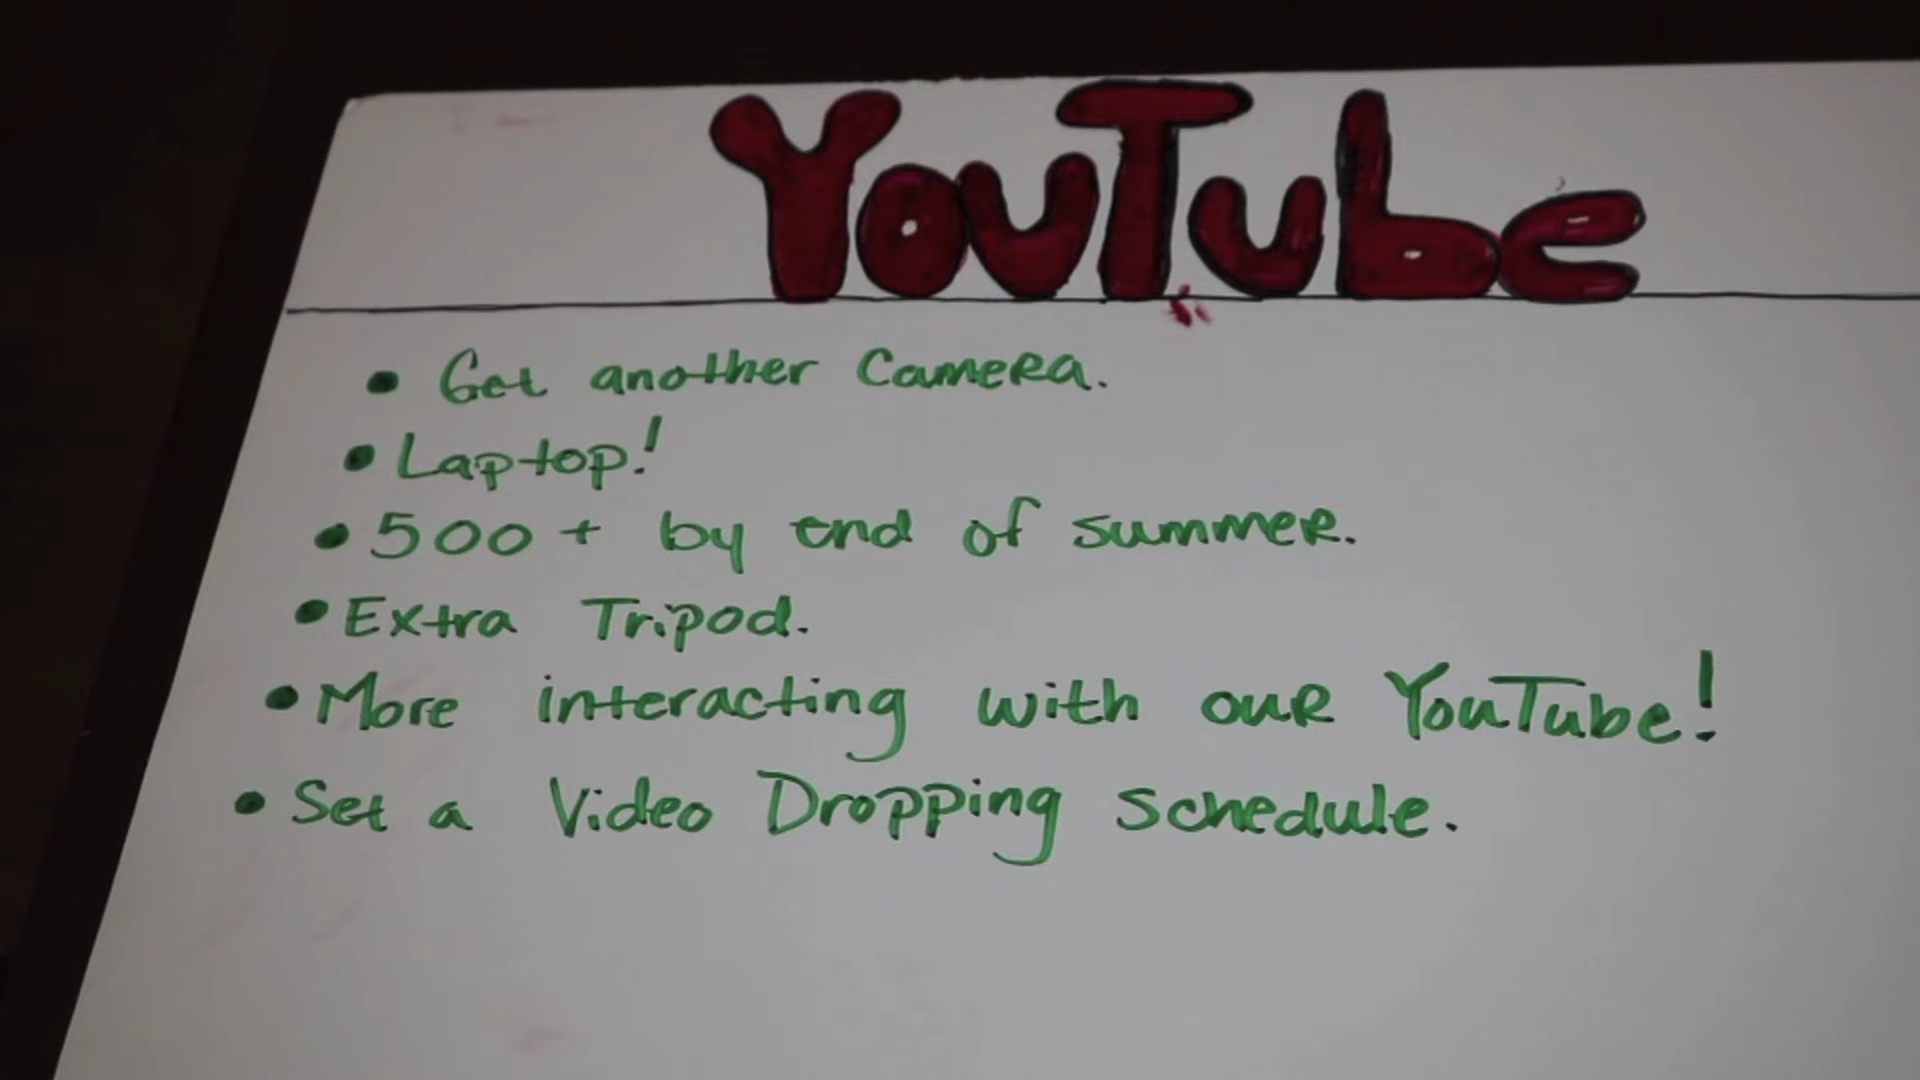 YouTube
• Get another Camera.
• Laptop!
• 500+ by end of summer.
• Extra Tripod.
• More interacting with our YouTube!
• Set a Video Dropping schedule.